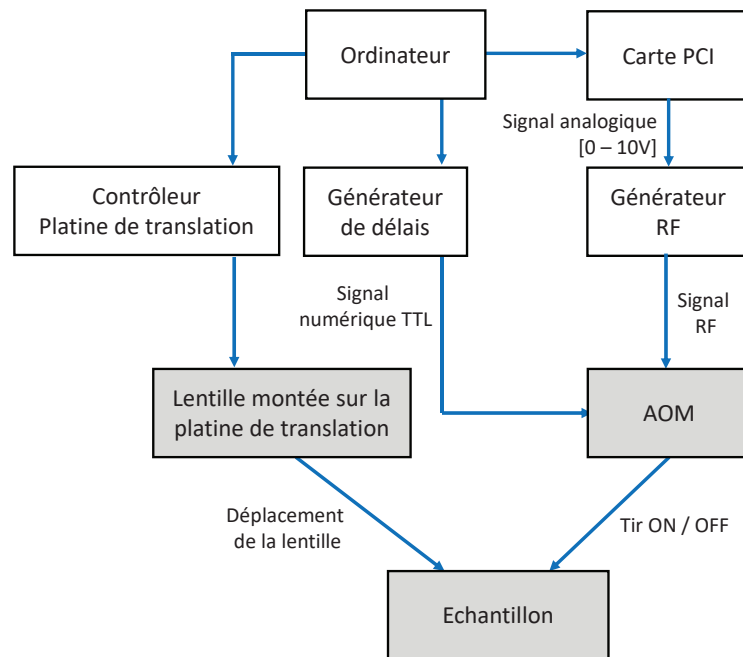 Ordinateur
Carte PCI
Signal analogique
[0 – 10V]
Contrôleur
Platine de translation
Générateur
de délais
Générateur
RF
Signal
numérique TTL
Signal
RF
Lentille montée sur la
platine de translation
AOM
Déplacement
de la lentille
Tir ON / OFF
Echantillon